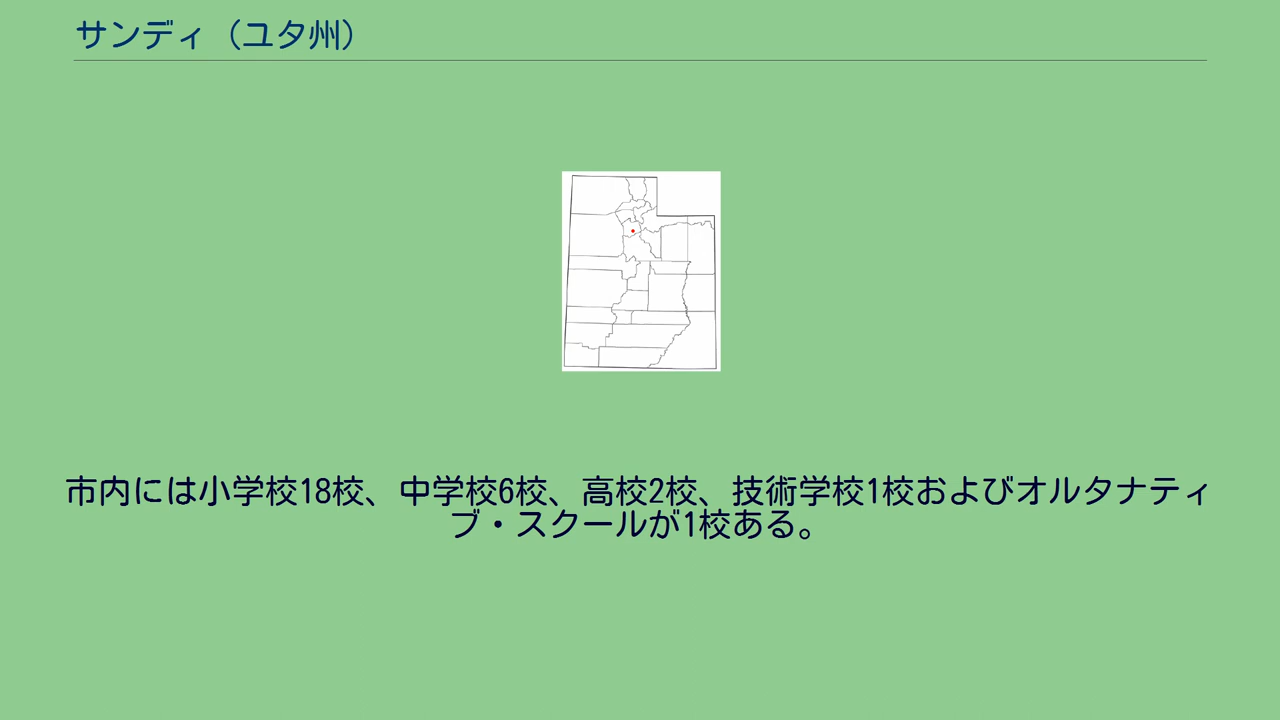 サンディ（ユタ州）
市内には小学校18校、中学校6校、高校2校、技術学校1校およびオルタナティ
ブ・スクールが1校ある。